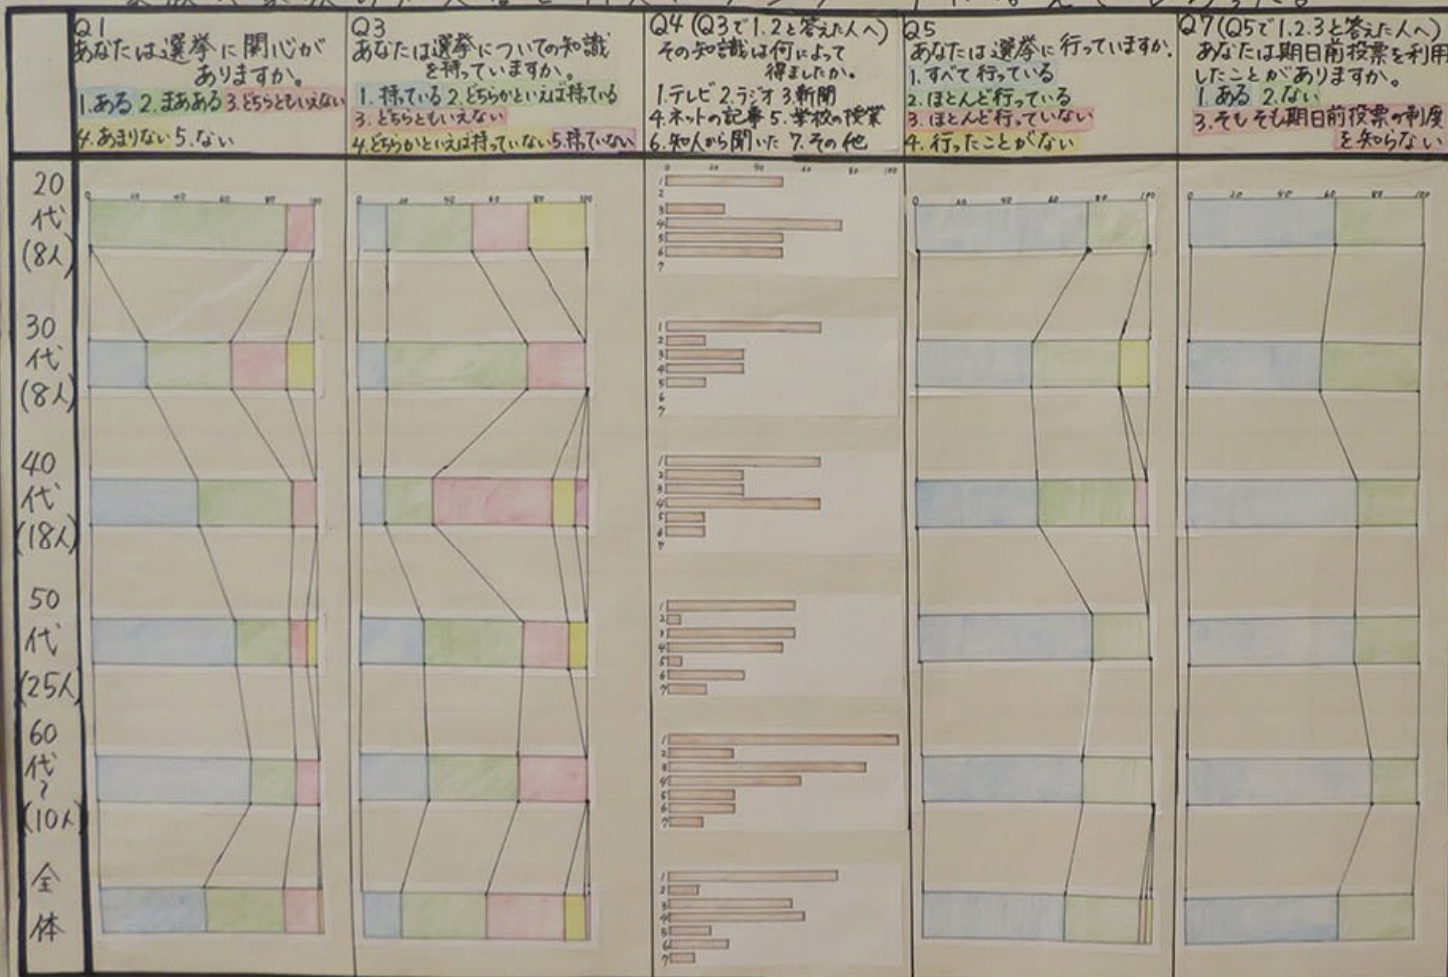 Q1
あなたは選挙に関心が
ありますか。
1.ある 2.まあある 3.どちらともいえない
4.あまりない 5.ない
Q3
あなたは選挙についての知識
を持っていますか。
1.持っている 2.どちらかといえば持っている
3.どちらともいえない
4.どちらかといえば持っていない 5.持っていない
Q4(Q3で1.2と答えた人へ)
その知識は何によって
得ましたか。
1.テレビ 2.ラジオ 3.新聞
4.ネットの記事 5.学校の授業
6.知人から聞いた 7.その他
Q5
あなたは選挙に行っていますか。
1.すべて行っている
2.ほとんど行っている
3.ほとんど行っていない
4.行ったことがない
Q7(Q5で1.2.3と答えた人へ)
あなたは期日前投票を利用
したことがありますか。
1.ある 2.ない
3.そもそも期日前投票の制度
を知らない
20
代
(8人)
30
代
(8人)
40
代
(18人)
50
代
(25人)
60
代
~
(10人)
全
体